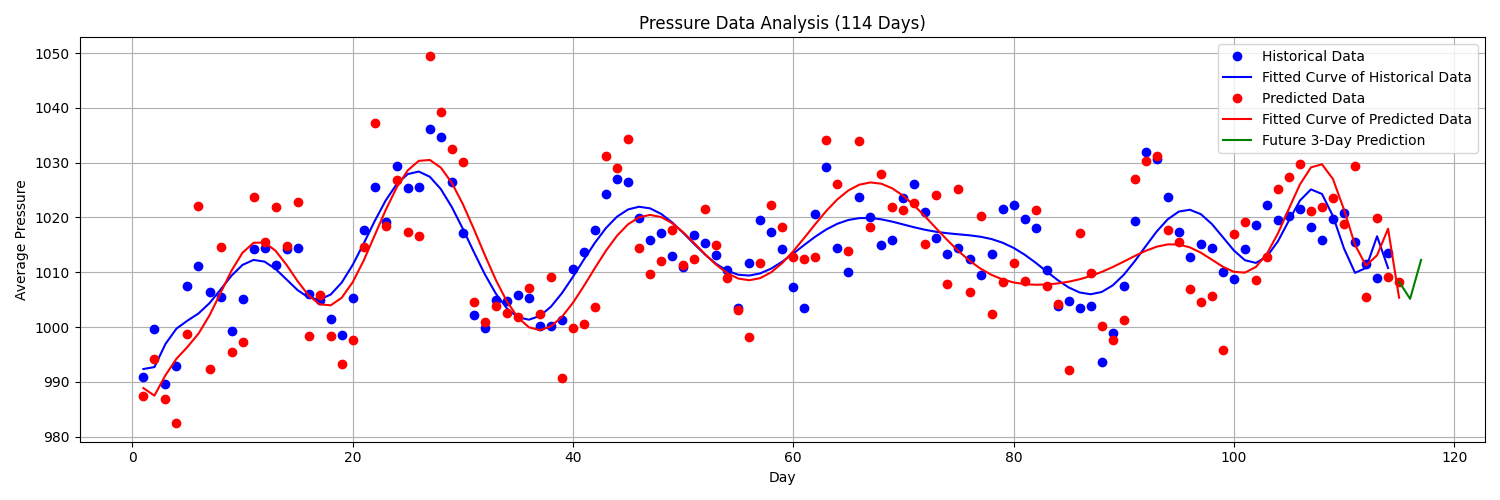 Pressure Data Analysis (114 Days)
Average Pressure
1050
1040
1030
1020
1010
1000
990
980
Historical Data
Fitted Curve of Historical Data
Predicted Data
Fitted Curve of Predicted Data
Future 3-Day Prediction
0 20 40 60 80 100 120
Day